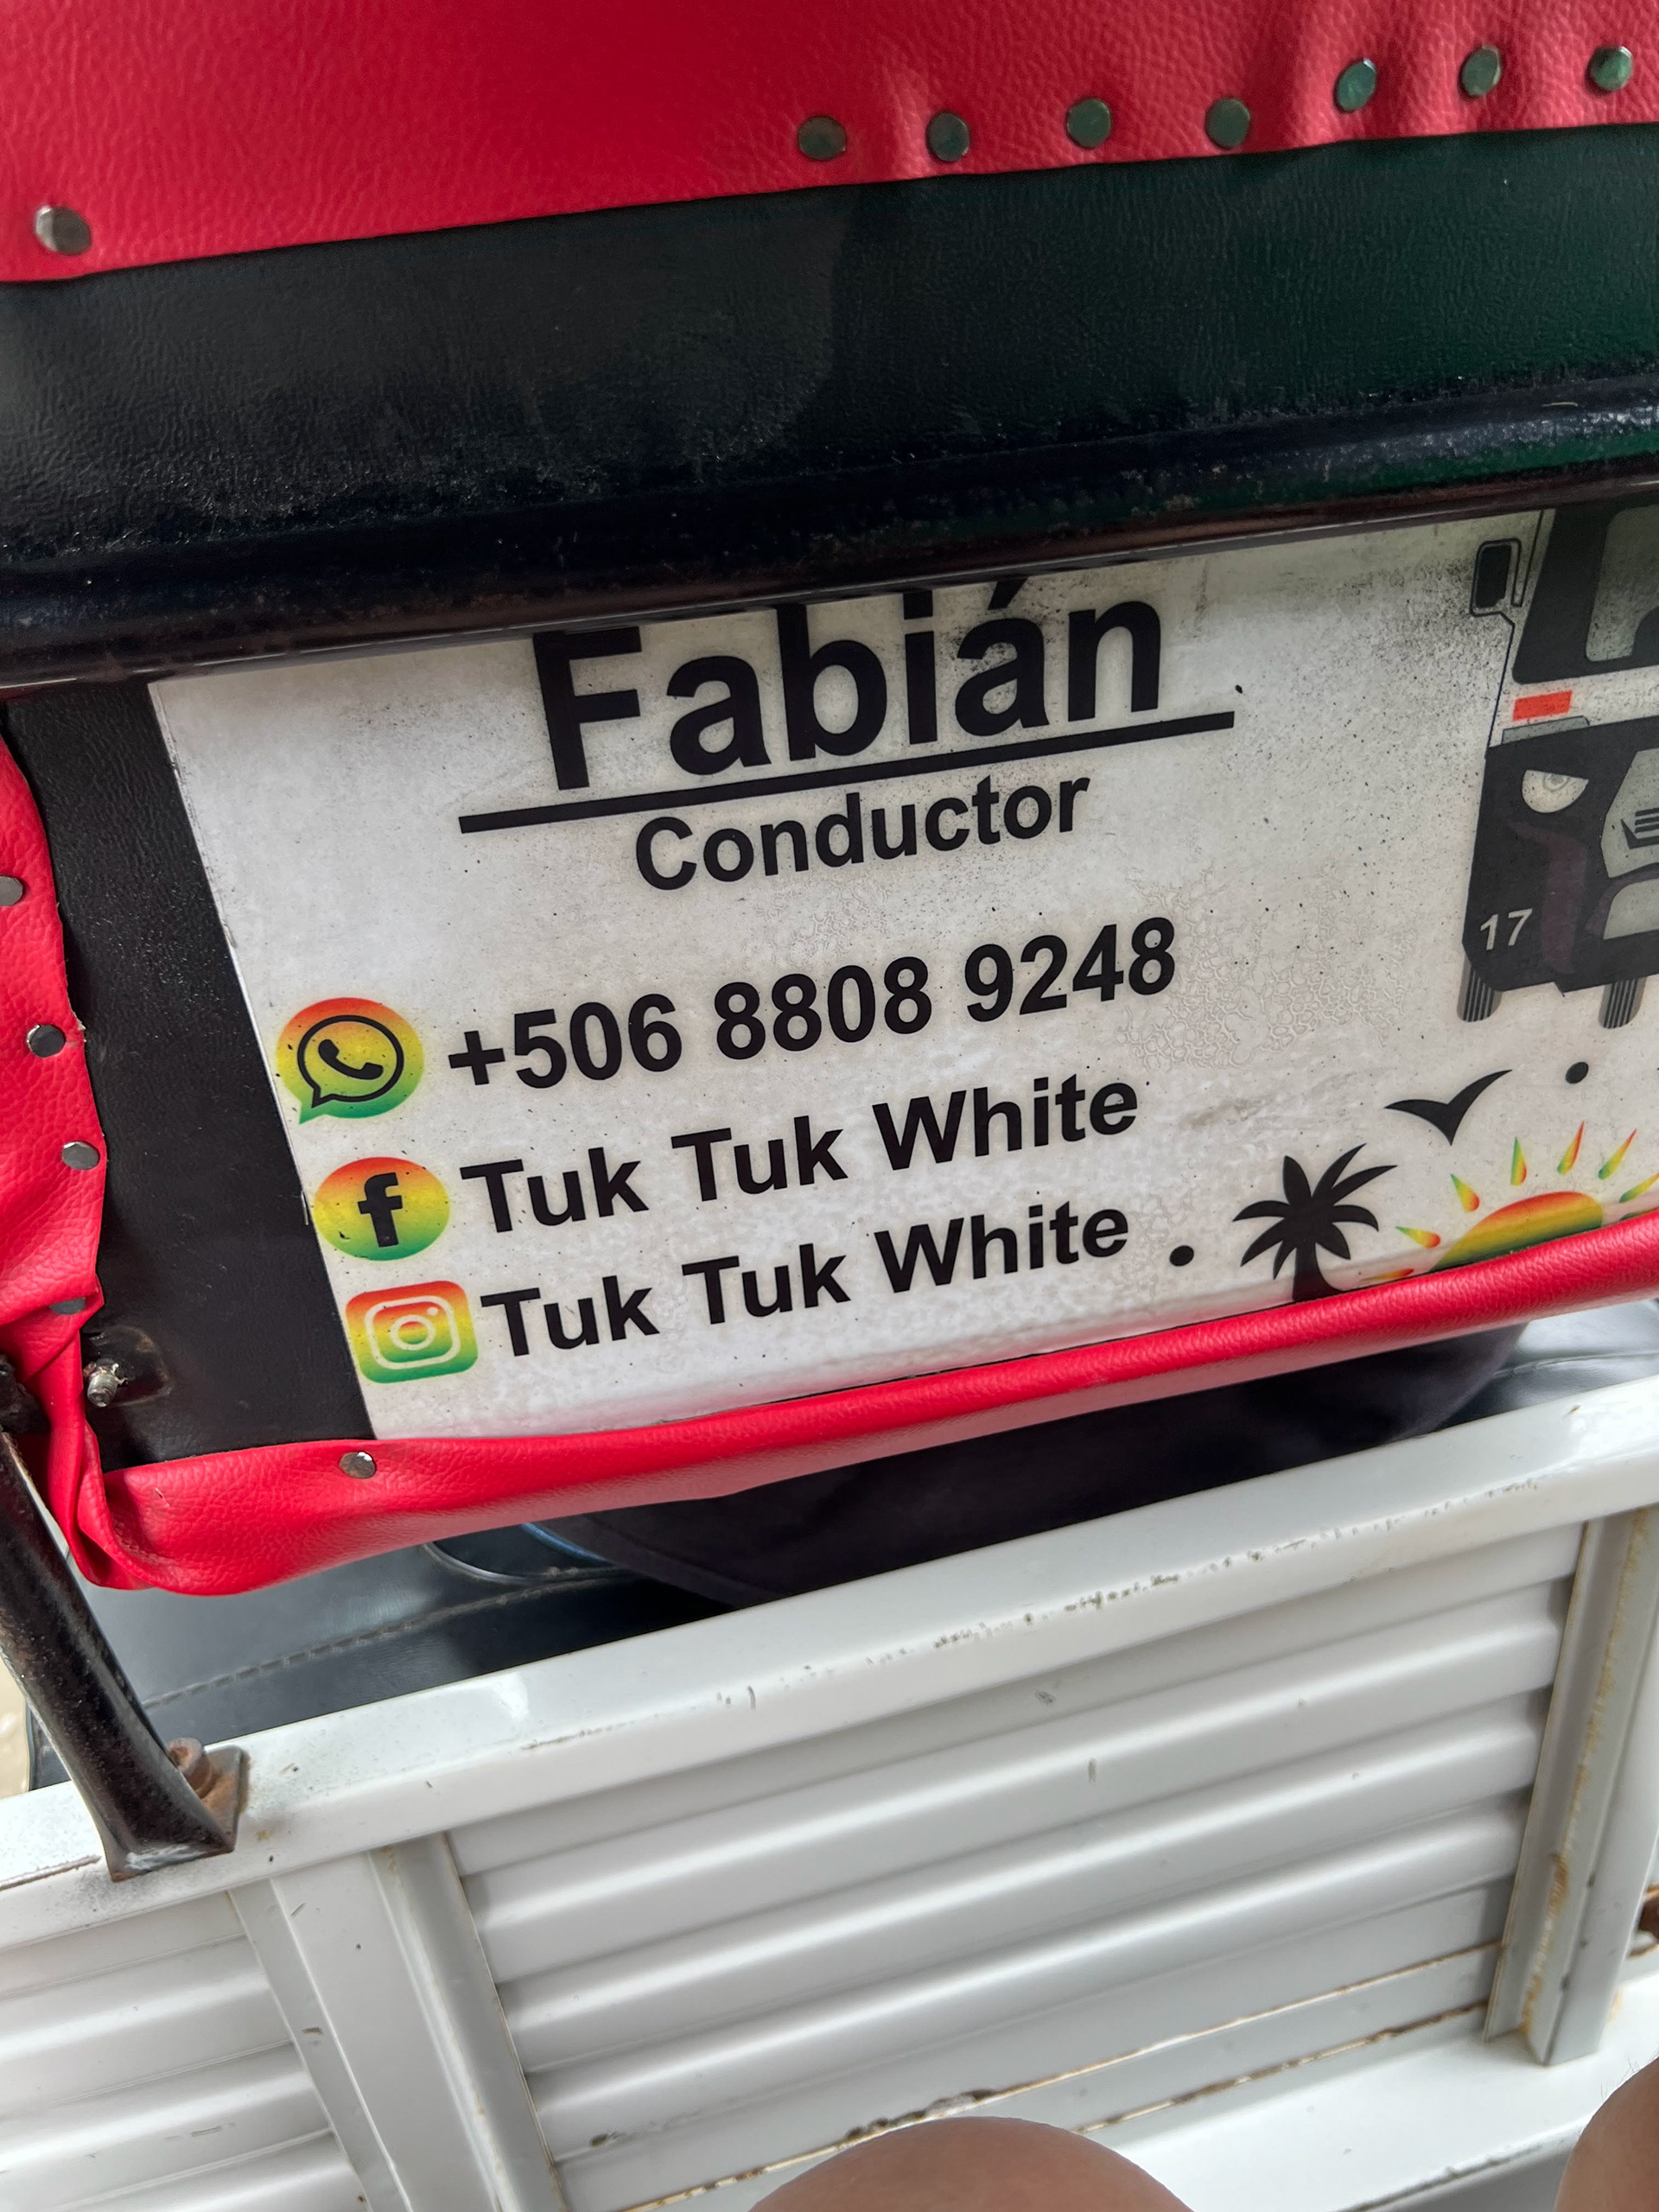 Fabián
Conductor
+506 8808 9248
Tuk Tuk White
Tuk Tuk White
17